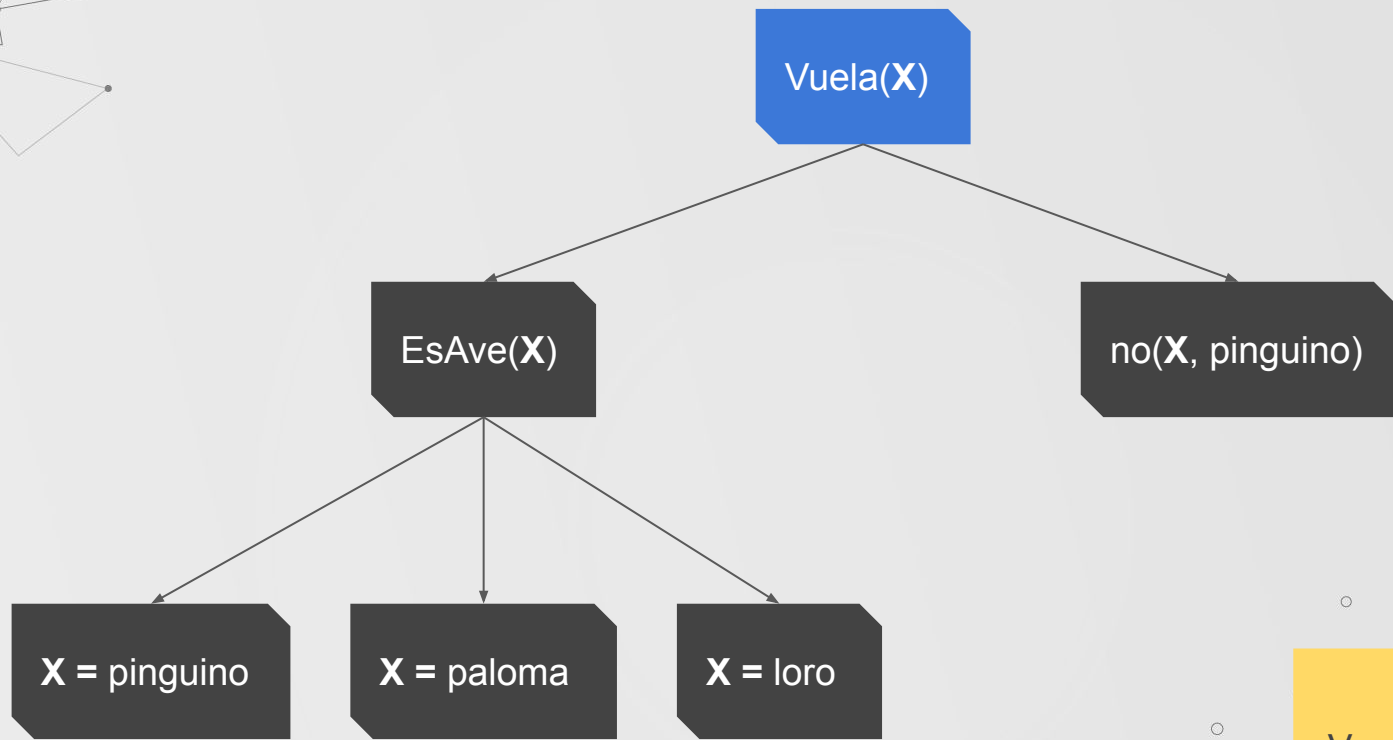 Vuela(X)
EsAve(X)
no(X, pinguino)
X = pinguino
X = paloma
X = loro